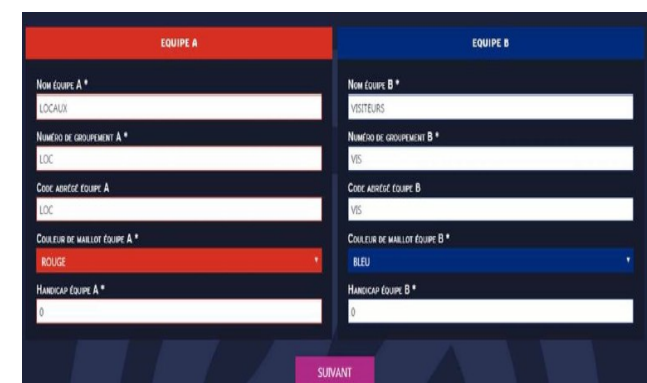 EQUIPE A
NOM ÉQUIPE A *
LOCAUX
NUMÉRO DE GROUPEMENT A *
LOC
CODE ABRÉGÉ ÉQUIPE A
LOC
COULEUR DE MAILLOT ÉQUIPE A *
ROUGE
HANDICAP ÉQUIPE A *
0
EQUIPE B
NOM ÉQUIPE B *
VISITEURS
NUMÉRO DE GROUPEMENT B *
VIS
CODE ABRÉGÉ ÉQUIPE B
VIS
COULEUR DE MAILLOT ÉQUIPE B *
BLEU
HANDICAP ÉQUIPE B *
0
SUIVANT